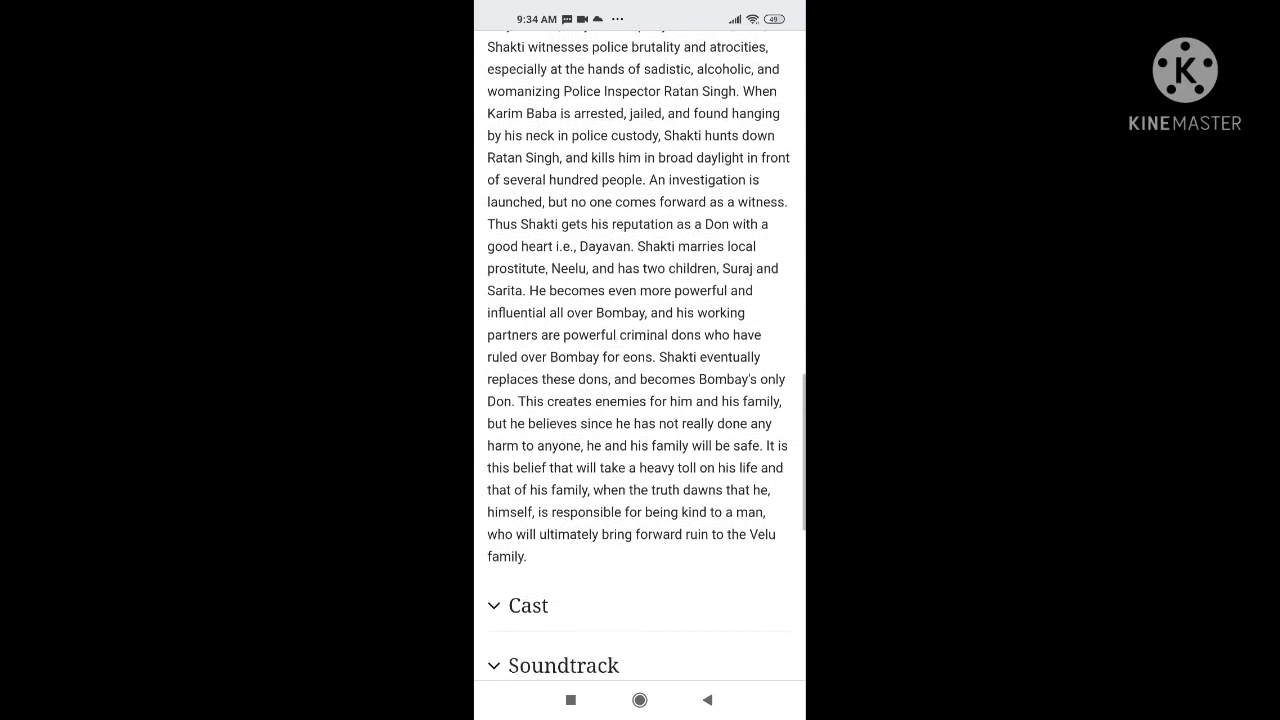 9:34 AM
49
Shakti witnesses police brutality and atrocities,
especially at the hands of sadistic, alcoholic, and
womanizing Police Inspector Ratan Singh. When
Karim Baba is arrested, jailed, and found hanging
by his neck in police custody, Shakti hunts down
Ratan Singh, and kills him in broad daylight in front
of several hundred people. An investigation is
launched, but no one comes forward as a witness.
Thus Shakti gets his reputation as a Don with a
good heart i.e., Dayavan. Shakti marries local
prostitute, Neelu, and has two children, Suraj and
Sarita. He becomes even more powerful and
influential all over Bombay, and his working
partners are powerful criminal dons who have
ruled over Bombay for eons. Shakti eventually
replaces these dons, and becomes Bombay's only
Don. This creates enemies for him and his family,
but he believes since he has not really done any
harm to anyone, he and his family will be safe. It is
this belief that will take a heavy toll on his life and
that of his family, when the truth dawns that he,
himself, is responsible for being kind to a man,
who will ultimately bring forward ruin to the Velu
family.
Cast
Soundtrack
K
KINEMASTER